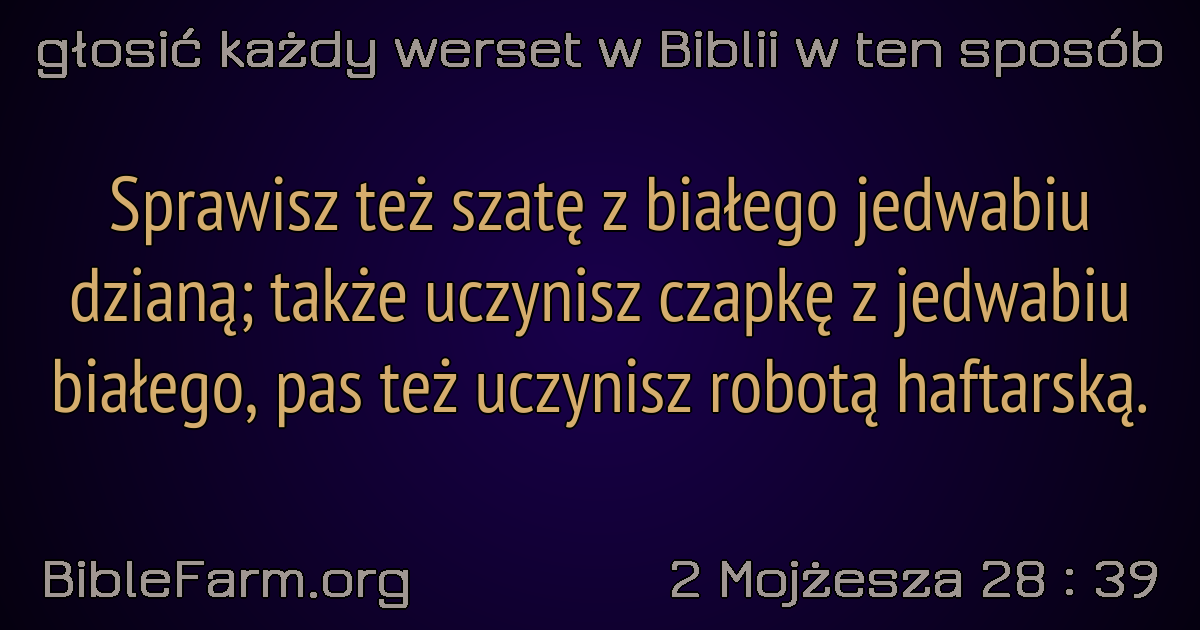 głosić każdy werset w Biblii w ten sposób
Sprawisz też szatę z białego jedwabiu
dzianą; także uczynisz czapkę z jedwabiu
białego, pas też uczynisz robotą haftarską.
BibleFarm.org
2 Mojżesza 28 : 39